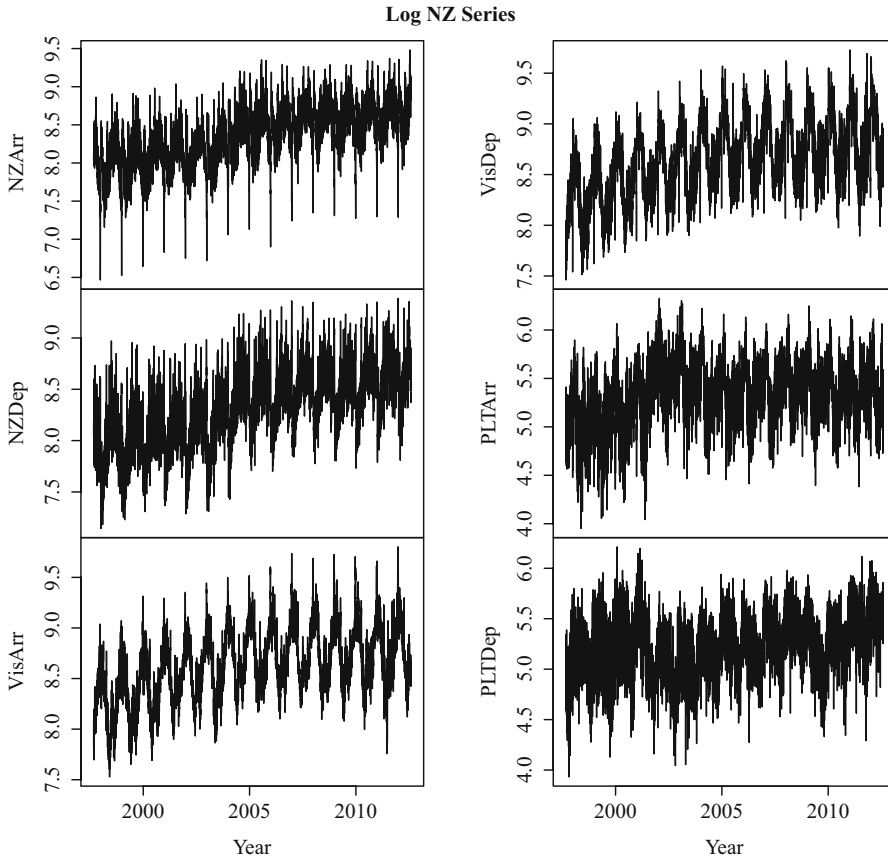 Log NZ Series
NZArr
6.5 7.0 7.5 8.0 8.5 9.0 9.5
NZDep
7.5 8.0 8.5 9.0
VisArr
7.5 8.0 8.5 9.0 9.5
2000 2005 2010
Year
VisDep
7.5 8.0 8.5 9.0 9.5
PLTArr
4.0 4.5 5.0 5.5 6.0
PLTDep
4.0 4.5 5.0 5.5 6.0
2000 2005 2010
Year